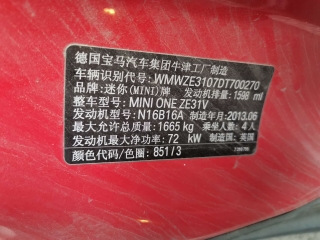 德国宝马汽车集团牛津工厂制造
车辆识别代号: WMWZE3107DT700270
品牌: 迷你(MINI)牌 发动机排量: 1598 ml
整车型号: MINI ONE ZE31V
发动机型号: N16B16A 制造年月: 2013.06
最大允许总质量: 1665 kg 乘坐人数: 4 人
发动机最大净功率: 72 kW 制造国: 英国
颜色代码/色圈: 851/3